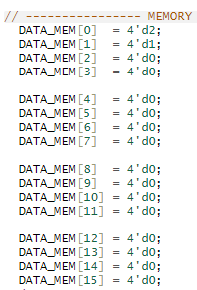 // ---------------- MEMORY
DATA_MEM[0]  = 4'd2;
DATA_MEM[1]  = 4'd1;
DATA_MEM[2]  = 4'd0;
DATA_MEM[3]  = 4'd0;
DATA_MEM[4]  = 4'd0;
DATA_MEM[5]  = 4'd0;
DATA_MEM[6]  = 4'd0;
DATA_MEM[7]  = 4'd0;
DATA_MEM[8]  = 4'd0;
DATA_MEM[9]  = 4'd0;
DATA_MEM[10] = 4'd0;
DATA_MEM[11] = 4'd0;
DATA_MEM[12] = 4'd0;
DATA_MEM[13] = 4'd0;
DATA_MEM[14] = 4'd0;
DATA_MEM[15] = 4'd0;